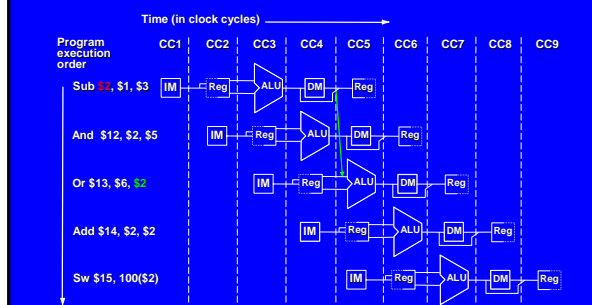 Time (in clock cycles)
Program
execution
order
CC1 CC2 CC3 CC4 CC5 CC6 CC7 CC8 CC9
Sub $2, $1, $3 IM Reg ALU DM Reg
And $12, $2, $5 IM Reg ALU DM Reg
Or $13, $6, $2 IM Reg ALU DM Reg
Add $14, $2, $2 IM Reg ALU DM Reg
Sw $15, 100($2) IM Reg ALU DM Reg